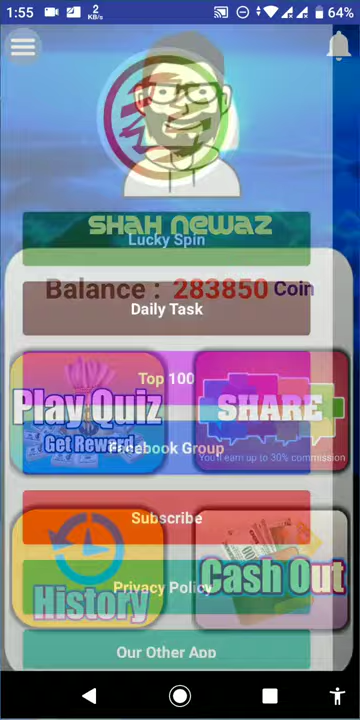 1:55
2
KB/s
64%
SHAH NEWAZ
Lucky Spin
Balance : 283850 Coin
Daily Task
Top 100
Play Quiz
Get Reward
SHARE
You'll earn up to 30% commission
Facebook Group
Subscribe
Privacy Policy
History
Cash Out
Our Other App